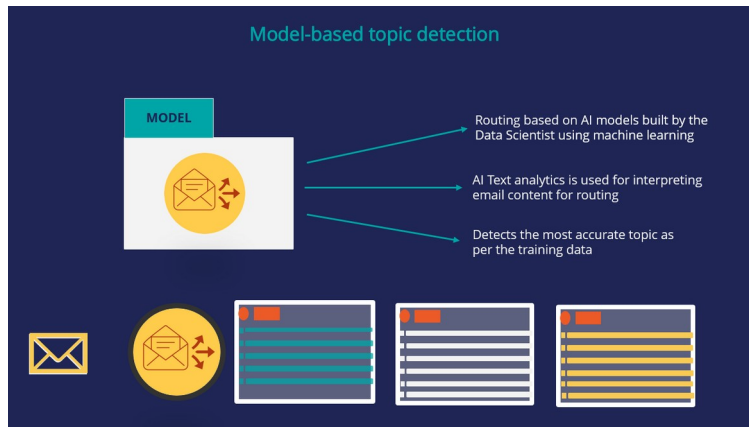 Model-based topic detection
MODEL
Routing based on AI models built by the
Data Scientist using machine learning
AI Text analytics is used for interpreting
email content for routing
Detects the most accurate topic as
per the training data